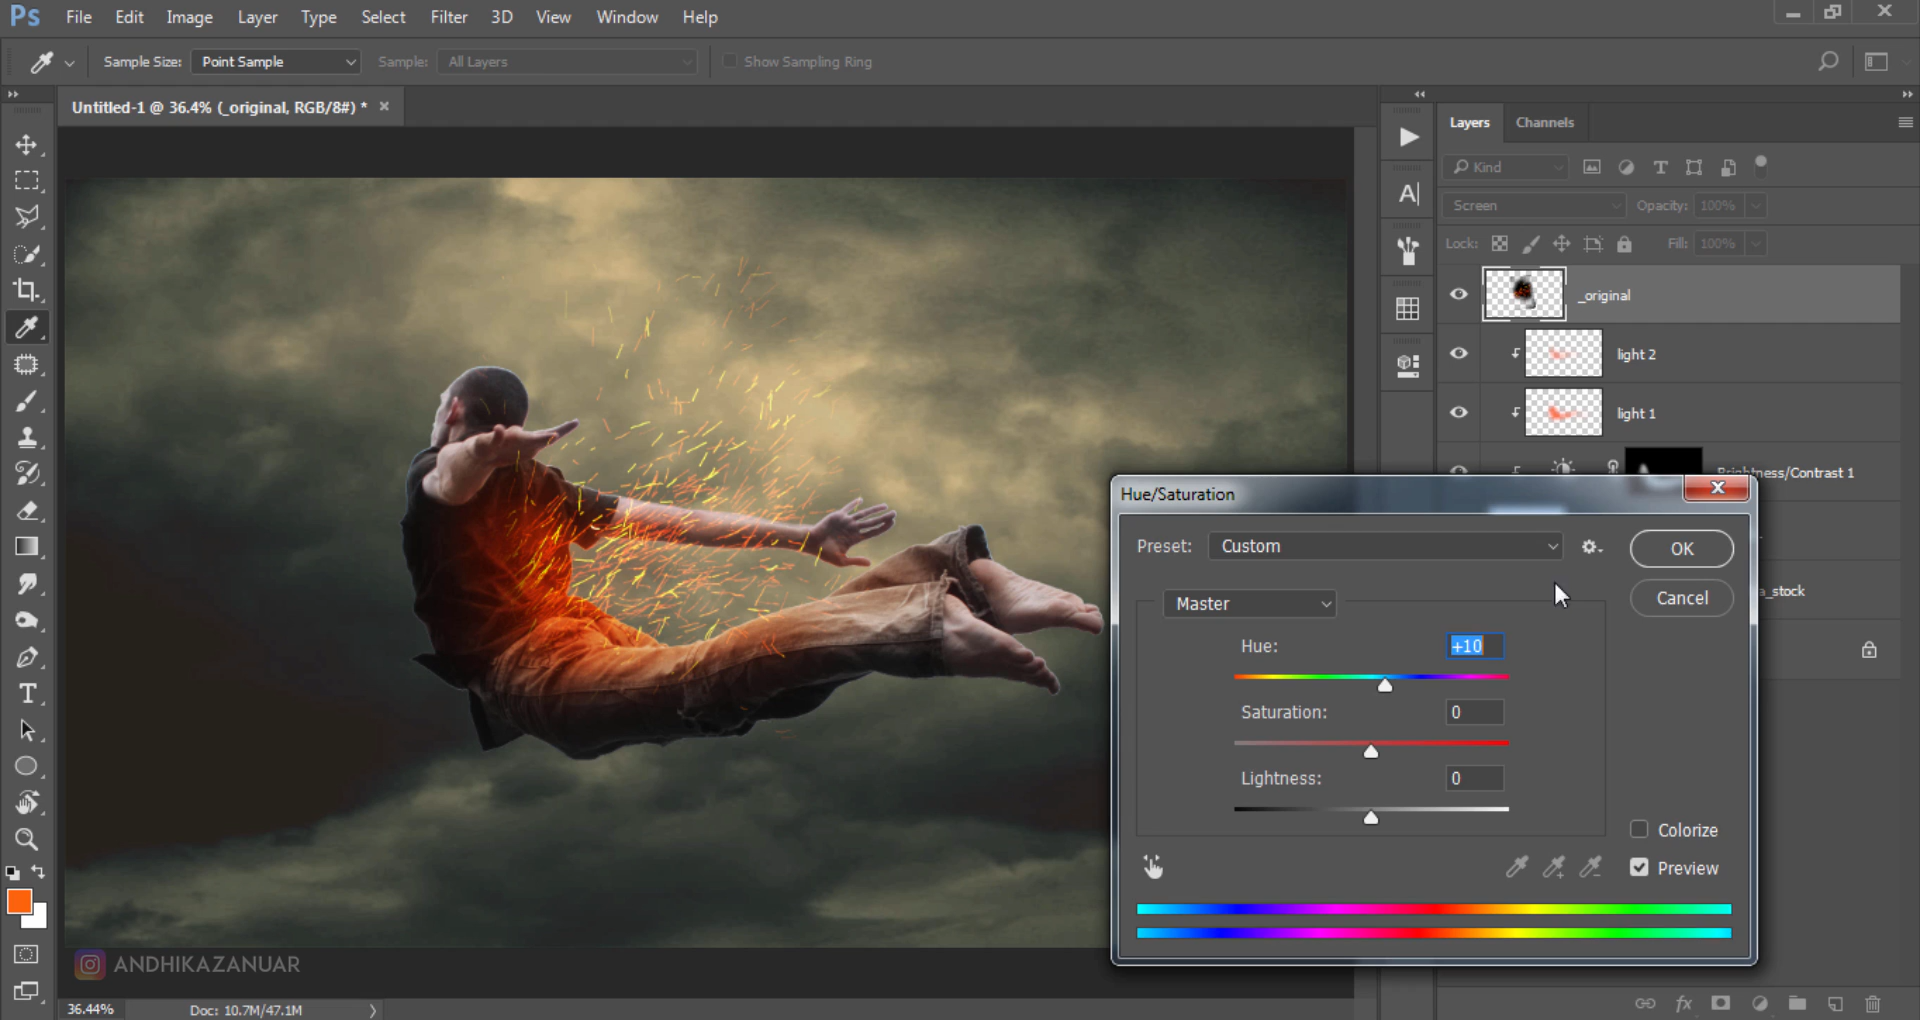 Ps File Edit Image Layer Type Select Filter 3D View Window Help
Sample Size: Point Sample Sample: All Layers Show Sampling Ring
Untitled-1 @ 36.4% (_original, RGB/8#) * ×
Layers Channels
Kind
Screen Opacity: 100%
Lock: Fill: 100%
_original
light 2
light 1
Brightness/Contrast 1
Hue/Saturation
Preset: Custom OK
Master Cancel
a_stock
Hue: +10
Saturation: 0
Lightness: 0
Colorize
Preview
ANDHIKAZANUAR
36.44% Doc: 10.7M/47.1M
fx